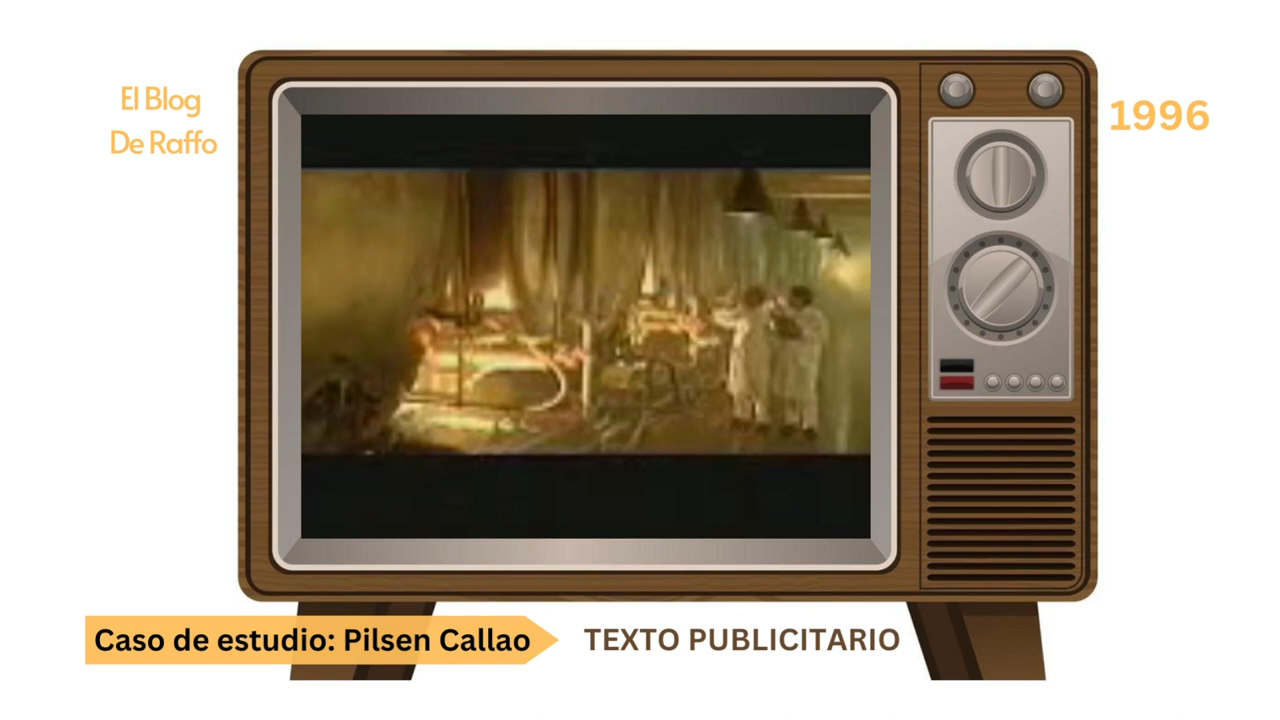 El Blog
De Raffo
1996
Caso de estudio: Pilsen Callao
TEXTO PUBLICITARIO